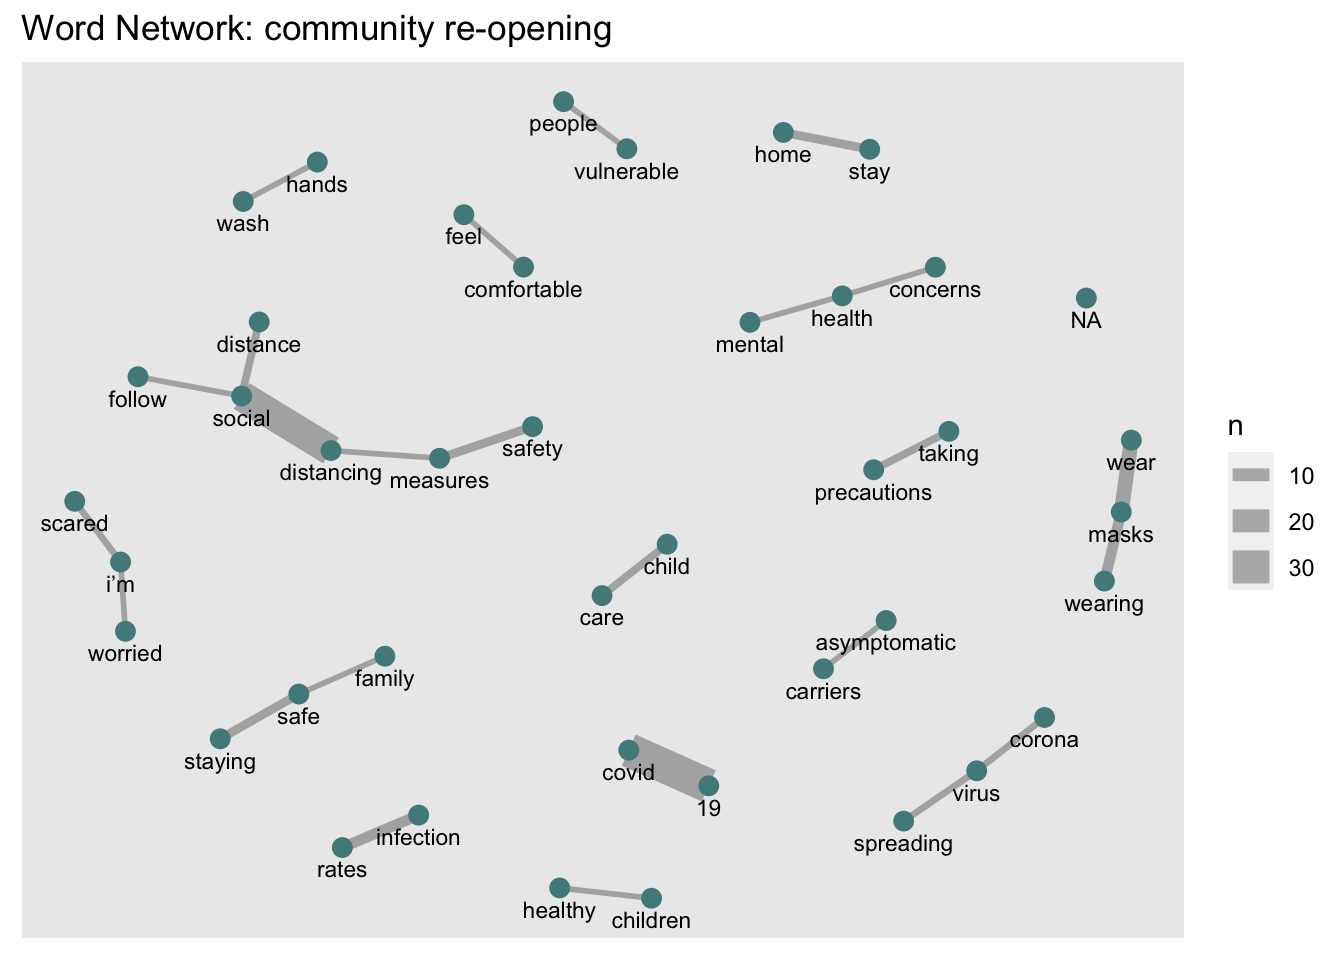 Word Network: community re-opening
people
vulnerable
home
stay
hands
wash
feel
comfortable
concerns
health
mental
NA
distance
follow
social
distancing
measures
safety
taking
precautions
wear
masks
wearing
scared
i’m
worried
child
care
asymptomatic
carriers
family
safe
staying
covid
19
corona
virus
spreading
infection
rates
healthy
children
n
10
20
30